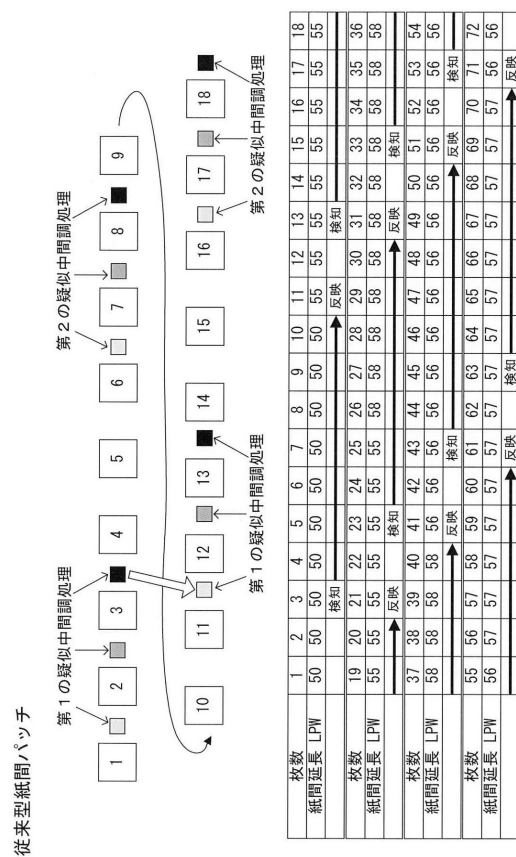 従来型紙間パッチ
第1の疑似中間調処理
第2の疑似中間調処理
1 2 3 4 5 6 7 8 9
10 11 12 13 14 15 16 17 18
第1の疑似中間調処理
第2の疑似中間調処理
枚数 1 2 3 4 5 6 7 8 9 10 11 12 13 14 15 16 17 18
紙間延長 LPW 50 50 50 50 50 50 50 50 50 50 55 55 55 55 55 55 55 55
検知 反映 検知
枚数 19 20 21 22 23 24 25 26 27 28 29 30 31 32 33 34 35 36
紙間延長 LPW 55 55 55 55 55 55 55 58 58 58 58 58 58 58 58 58 58 58
反映 検知 反映 検知
枚数 37 38 39 40 41 42 43 44 45 46 47 48 49 50 51 52 53 54
紙間延長 LPW 58 58 58 58 56 56 56 56 56 56 56 56 56 56 56 56 56 56
反映 検知 反映 検知
枚数 55 56 57 58 59 60 61 62 63 64 65 66 67 68 69 70 71 72
紙間延長 LPW 56 57 57 57 57 57 57 57 57 57 57 57 57 57 57 57 56 56
反映 検知 反映